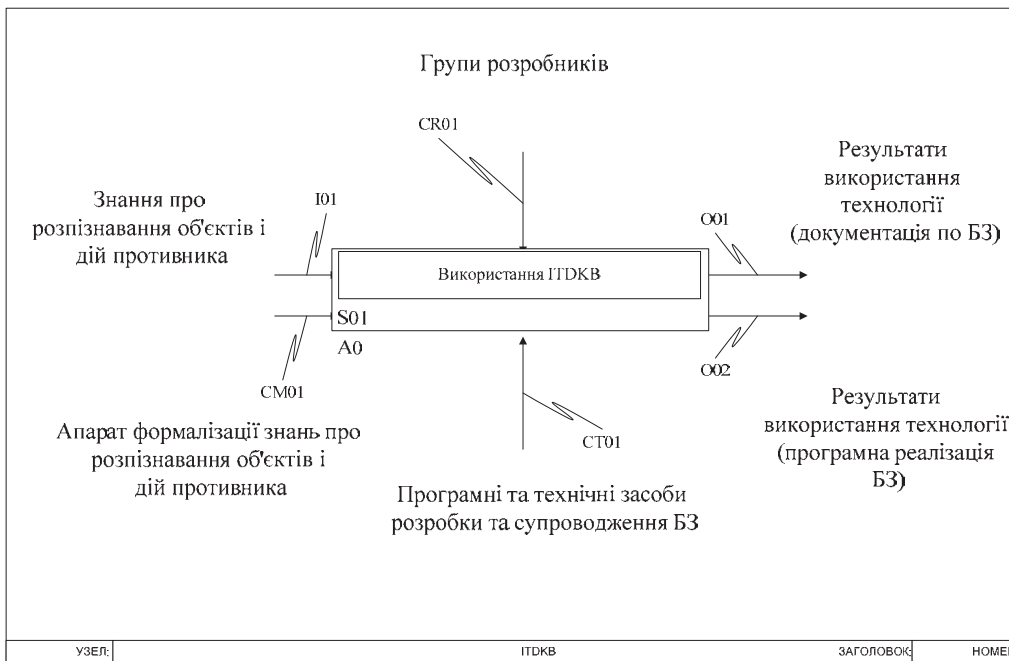 Групи розробників
CR01
Знання про
розпізнавання об'єктів і
дій противника
I01
O01
Результати
використання
технології
(документація по БЗ)
Використання ITDKB
S01
A0
CM01
Апарат формалізації знань про
розпізнавання об'єктів і
дій противника
CT01
Програмні та технічні засоби
розробки та супроводження БЗ
O02
Результати
використання технології
(програмна реалізація
БЗ)
УЗЕЛ:
ITDKB
ЗАГОЛОВОК:
НОМЕР